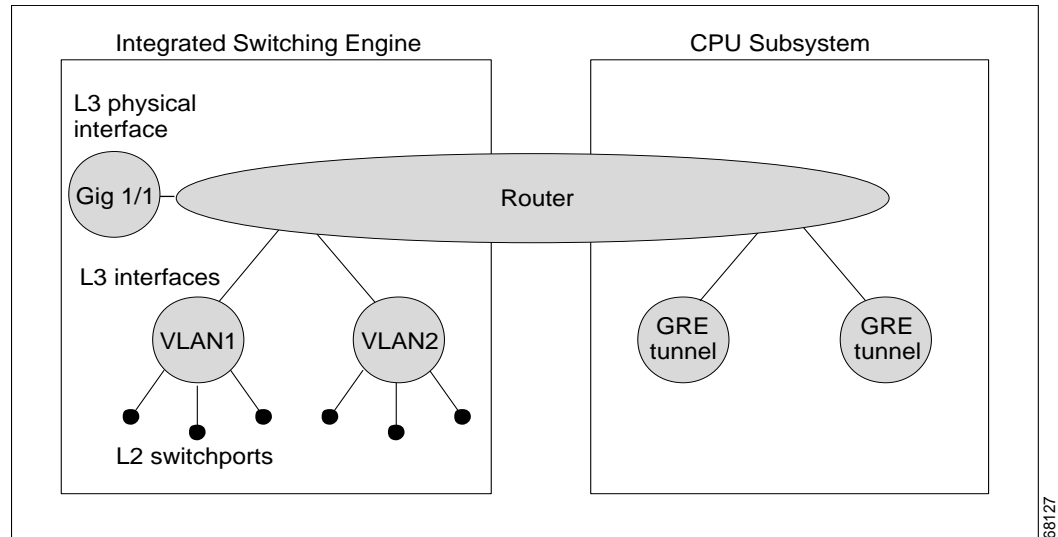 Integrated Switching Engine
CPU Subsystem
L3 physical
interface
Gig 1/1
Router
L3 interfaces
VLAN1
VLAN2
GRE
tunnel
GRE
tunnel
L2 switchports
68127